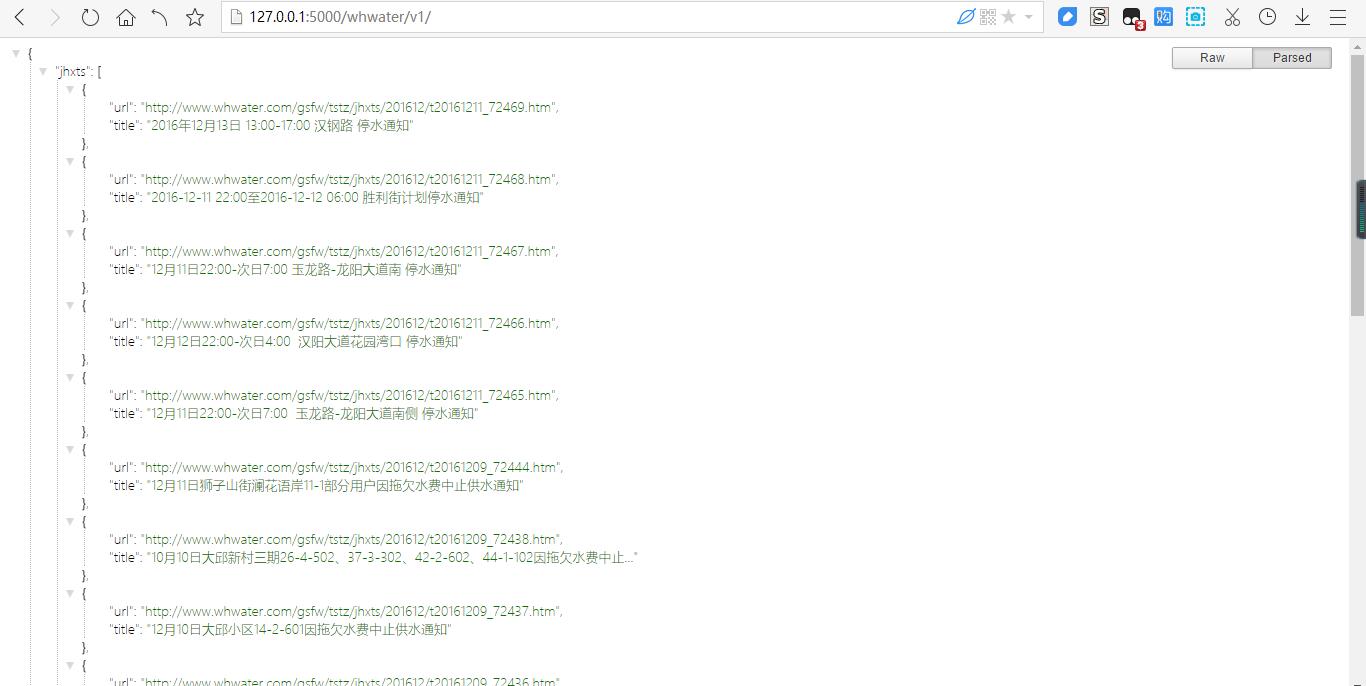 127.0.0.1:5000/whwater/v1/
S
3
购
Raw
Parsed
{
"jhxts": [
{
"url": "http://www.whwater.com/gsfw/tstz/jhxts/201612/t20161211_72469.htm",
"title": "2016年12月13日 13:00-17:00 汉钢路 停水通知"
},
{
"url": "http://www.whwater.com/gsfw/tstz/jhxts/201612/t20161211_72468.htm",
"title": "2016-12-11 22:00至2016-12-12 06:00 胜利街计划停水通知"
},
{
"url": "http://www.whwater.com/gsfw/tstz/jhxts/201612/t20161211_72467.htm",
"title": "12月11日22:00-次日7:00 玉龙路-龙阳大道南 停水通知"
},
{
"url": "http://www.whwater.com/gsfw/tstz/jhxts/201612/t20161211_72466.htm",
"title": "12月12日22:00-次日4:00  汉阳大道花园湾口 停水通知"
},
{
"url": "http://www.whwater.com/gsfw/tstz/jhxts/201612/t20161211_72465.htm",
"title": "12月11日22:00-次日7:00  玉龙路-龙阳大道南侧 停水通知"
},
{
"url": "http://www.whwater.com/gsfw/tstz/jhxts/201612/t20161209_72444.htm",
"title": "12月11日狮子山街澜花语岸11-1部分用户因拖欠水费中止供水通知"
},
{
"url": "http://www.whwater.com/gsfw/tstz/jhxts/201612/t20161209_72438.htm",
"title": "10月10日大邱新村三期26-4-502、37-3-302、42-2-602、44-1-102因拖欠水费中止..."
},
{
"url": "http://www.whwater.com/gsfw/tstz/jhxts/201612/t20161209_72437.htm",
"title": "12月10日大邱小区14-2-601因拖欠水费中止供水通知"
},
{
"url": "http://www.whwater.com/gsfw/tstz/jhxts/201612/t20161209_72436.htm",